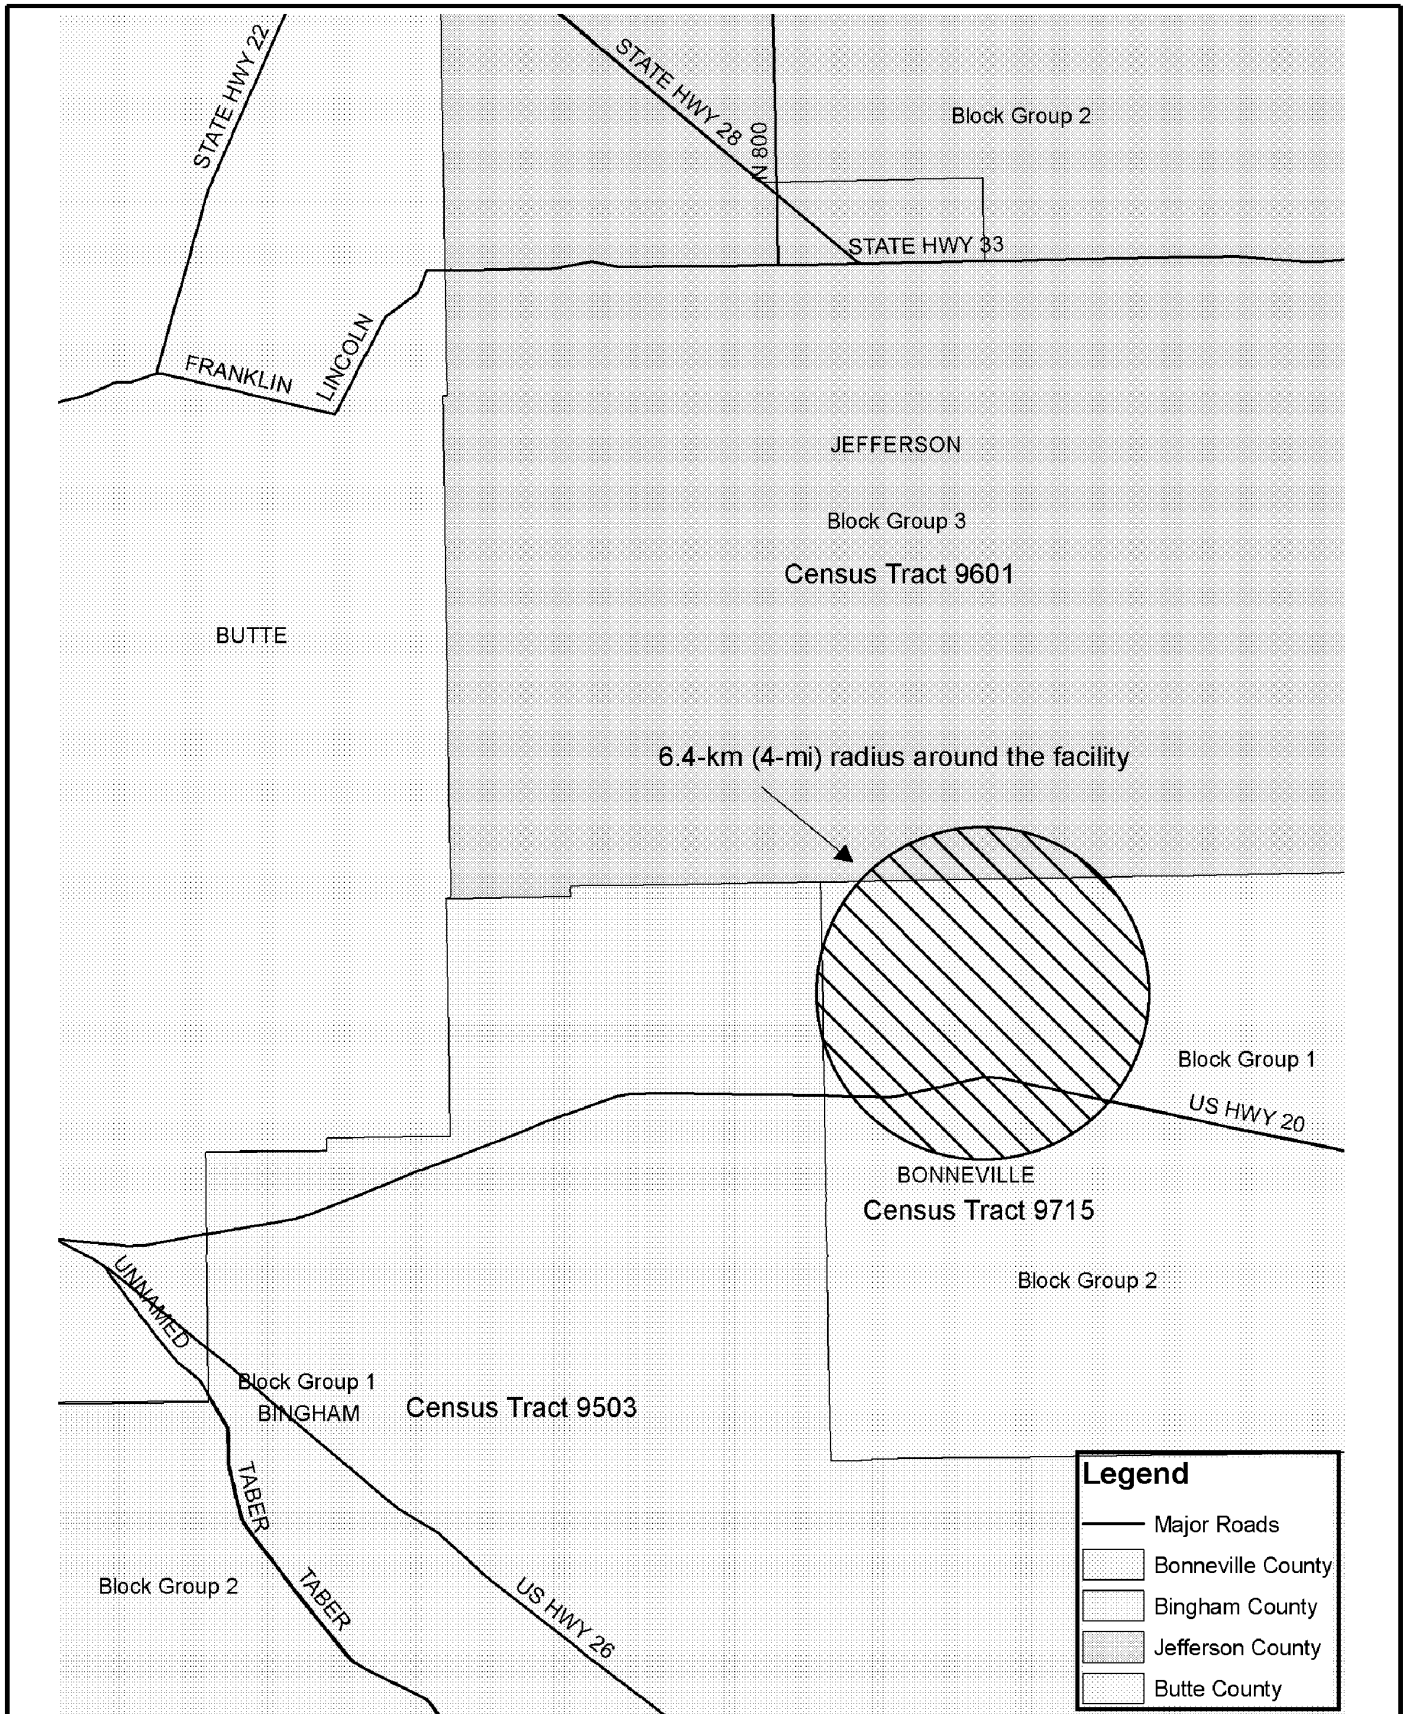 STATE HWY 22
STATE HWY 28
N 800
Block Group 2
STATE HWY 33
FRANKLIN
LINCOLN
JEFFERSON
Block Group 3
Census Tract 9601
BUTTE
6.4-km (4-mi) radius around the facility
Block Group 1
US HWY 20
BONNEVILLE
Census Tract 9715
Block Group 2
UNNAMED
Block Group 1
BINGHAM
Census Tract 9503
TABER
TABER
Block Group 2
US HWY 26
Legend
Major Roads
Bonneville County
Bingham County
Jefferson County
Butte County